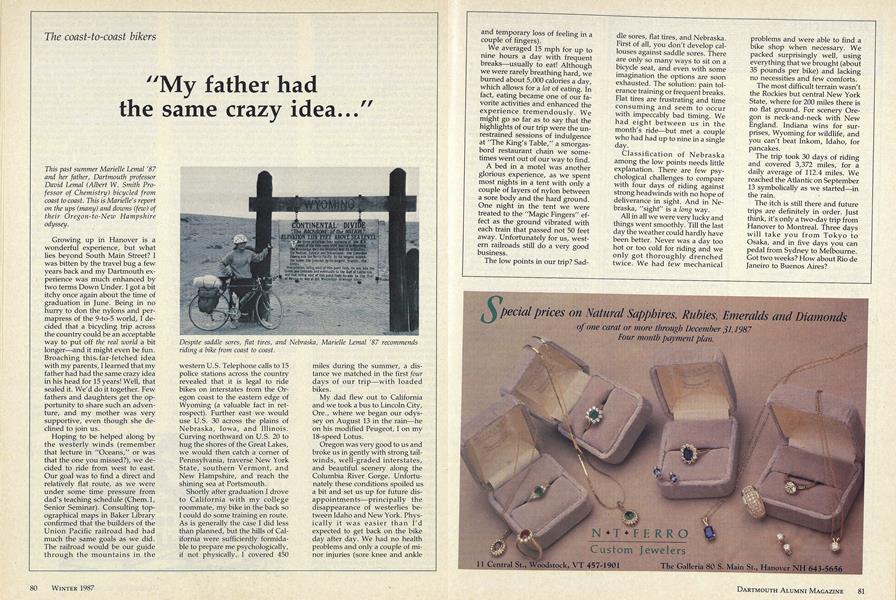 The coast-to-coast bikers
“My father had
the same crazy idea…”
This past summer Marielle Lemal '87
and her father, Dartmouth professor
David Lemal (Albert W. Smith Pro-
fessor of Chemistry) bicycled from
coast to coast. This is Marielle's report
on the ups (many) and downs (few) of
their Oregon-to-New Hampshire
odyssey.
Growing up in Hanover is a
wonderful experience, but what
lies beyond South Main Street? I
was bitten by the travel bug a few
years back and my Dartmouth ex-
perience was much enhanced by
two terms Down Under. I got a bit
itchy once again about the time of
graduation in June. Being in no
hurry to don the nylons and per-
mapress of the 9-to-5 world, I de-
cided that a bicycling trip across
the country could be an acceptable
way to put off the real world a bit
longer—and it might even be fun.
Broaching this far-fetched idea
with my parents, I learned that my
father had had the same crazy idea
in his head for 15 years! Well, that
sealed it. We'd do it together. Few
fathers and daughters get the op-
portunity to share such an adven-
ture, and my mother was very
supportive, even though she de-
clined to join us.
Hoping to be helped along by
the westerly winds (remember
that lecture in "Oceans," or was
that the one you missed?), we de-
cided to ride from west to east.
Our goal was to find a direct and
relatively flat route, as we were
under some time pressure from
dad's teaching schedule (Chem.1,
Senior Seminar). Consulting top-
ographical maps in Baker Library
confirmed that the builders of the
Union Pacific railroad had had
much the same goals as we did.
The railroad would be our guide
through the mountains in the
WYOMING
CONTINENTAL DIVIDE
Despite saddle sores, flat tires, and Nebraska, Marielle Lemal '87 recommends
riding a bike from coast to coast.
western U.S. Telephone calls to 15
police stations across the country
revealed that it is legal to ride
bikes on interstates from the Or-
egon coast to the eastern edge of
Wyoming (a valuable fact in ret-
rospect). Further east we would
use U.S. 30 across the plains of
Nebraska, Iowa, and Illinois.
Curving northward on U.S. 20 to
hug the shores of the Great Lakes,
we would then catch a corner of
Pennsylvania, traverse New York
State, southern Vermont, and
New Hampshire, and reach the
shining sea at Portsmouth.
Shortly after graduation I drove
to California with my college
roommate, my bike in the back so
I could do some training en route.
As is generally the case I did less
than planned, but the hills of Cal-
ifornia were sufficiently formida-
ble to prepare me psychologically,
if not physically. I covered 450
miles during the summer, a dis-
tance we matched in the first four
days of our trip—with loaded
bikes.
My dad flew out to California
and we took a bus to Lincoln City,
Ore., where we began our odys-
sey on August 13 in the rain—he
on his modified Peugeot, I on my
18-speed Lotus.
Oregon was very good to us and
broke us in gently with strong tail-
winds, well-graded interstates,
and beautiful scenery along the
Columbia River Gorge. Unfortu-
nately these conditions spoiled us
a bit and set us up for future dis-
appointments—principally the
disappearance of westerlies be-
tween Idaho and New York. Phys-
ically it was easier than I'd
expected to get back on the bike
day after day. We had no health
problems and only a couple of mi-
nor injuries (sore knee and ankle
80 WINTER 1987
and temporary loss of feeling in a
couple of fingers).
We averaged 15 mph for up to
nine hours a day with frequent
breaks—usually to eat! Although
we were rarely breathing hard, we
burned about 5,000 calories a day,
which allows for a lot of eating. In
fact, eating became one of our fa-
vorite activities and enhanced the
experience tremendously. We
might go so far as to say that the
highlights of our trip were the un-
restrained sessions of indulgence
at "The King's Table," a smorgas-
bord restaurant chain we some-
times went out of our way to find.
A bed in a motel was another
glorious experience, as we spent
most nights in a tent with only a
couple of layers of nylon between
a sore body and the hard ground.
One night in the tent we were
treated to the "Magic Fingers" ef-
fect as the ground vibrated with
each train that passed not 50 feet
away. Unfortunately for us, west-
ern railroads still do a very good
business.
The low points in our trip? Sad-
dle sores, flat tires, and Nebraska.
First of all, you don't develop cal-
louses against saddle sores. There
are only so many ways to sit on a
bicycle seat, and even with some
imagination the options are soon
exhausted. The solution: pain tol-
erance training or frequent breaks.
Flat tires are frustrating and time
consuming and seem to occur
with impeccably bad timing. We
had eight between us in the
month's ride—but met a couple
who had had up to nine in a single
day.
Classification of Nebraska
among the low points needs little
explanation. There are few psy-
chological challenges to compare
with four days of riding against
strong headwinds with no hope of
deliverance in sight. And in Ne-
braska, "sight" is a long way.
All in all we were very lucky and
things went smoothly. Till the last
day the weather could hardly have
been better. Never was a day too
hot or too cold for riding and we
only got thoroughly drenched
twice. We had few mechanical
problems and were able to find a
bike shop when necessary. We
packed surprisingly well, using
everything that we brought (about
35 pounds per bike) and lacking
no necessities and few comforts.
The most difficult terrain wasn't
the Rockies but central New York
State, where for 200 miles there is
no flat ground. For scenery Ore-
gon is neck-and-neck with New
England. Indiana wins for sur-
prises, Wyoming for wildlife, and
you can't beat Inkom, Idaho, for
pancakes.
The trip took 30 days of riding
and covered 3,372 miles, for a
daily average of 112.4 miles. We
reached the Atlantic on September
13 symbolically as we started—in
the rain.
The itch is still there and future
trips are definitely in order. Just
think, it's only a two-day trip from
Hanover to Montreal. Three days
will take you from Tokyo to
Osaka, and in five days you can
pedal from Sydney to Melbourne.
Got two weeks? How about Rio de
Janeiro to Buenos Aires?
Special prices on Natural Sapphires, Rubies, Emeralds and Diamonds
of one carat or more through December 31, 1987
Four month payment plan.
N·T·FERRO
Custom Jewelers
11 Central St., Woodstock, VT 457-1901 The Galleria 80 S. Main St., Hanover NH 643-5656
DARTMOUTH ALUMNI MAGAZINE 81